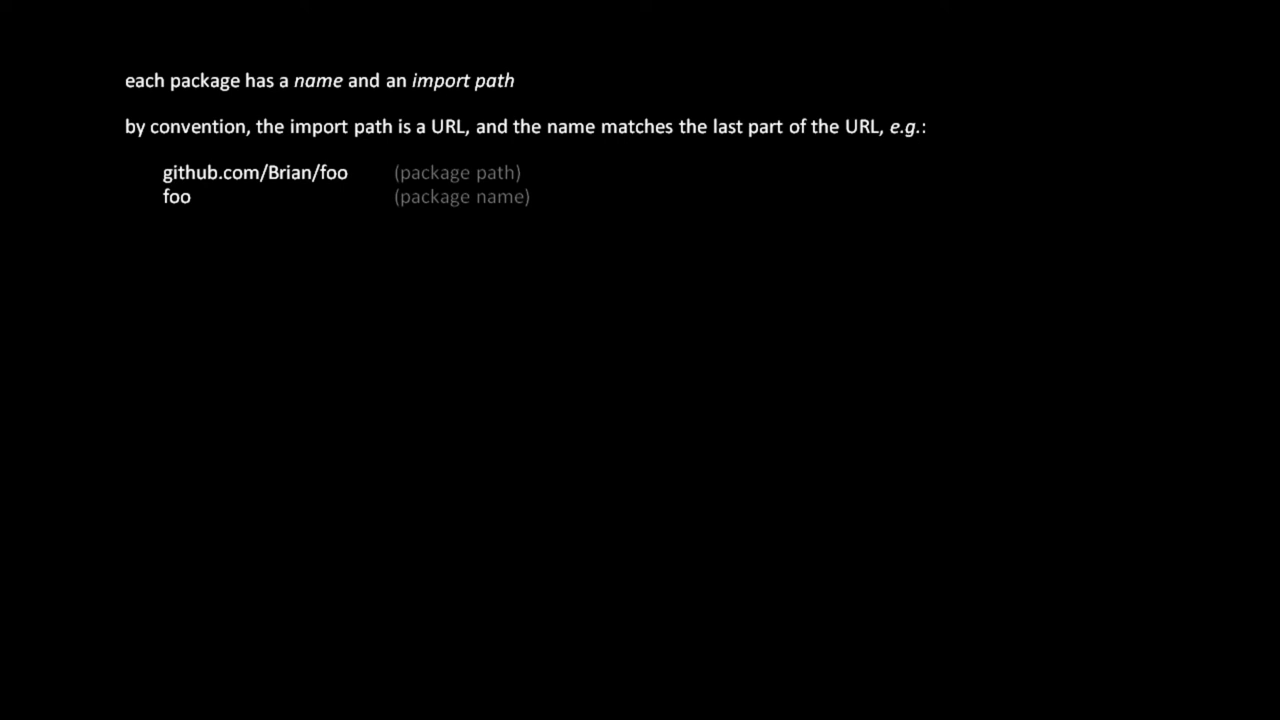 each package has a name and an import path
by convention, the import path is a URL, and the name matches the last part of the URL, e.g.:
github.com/Brian/foo (package path)
foo (package name)